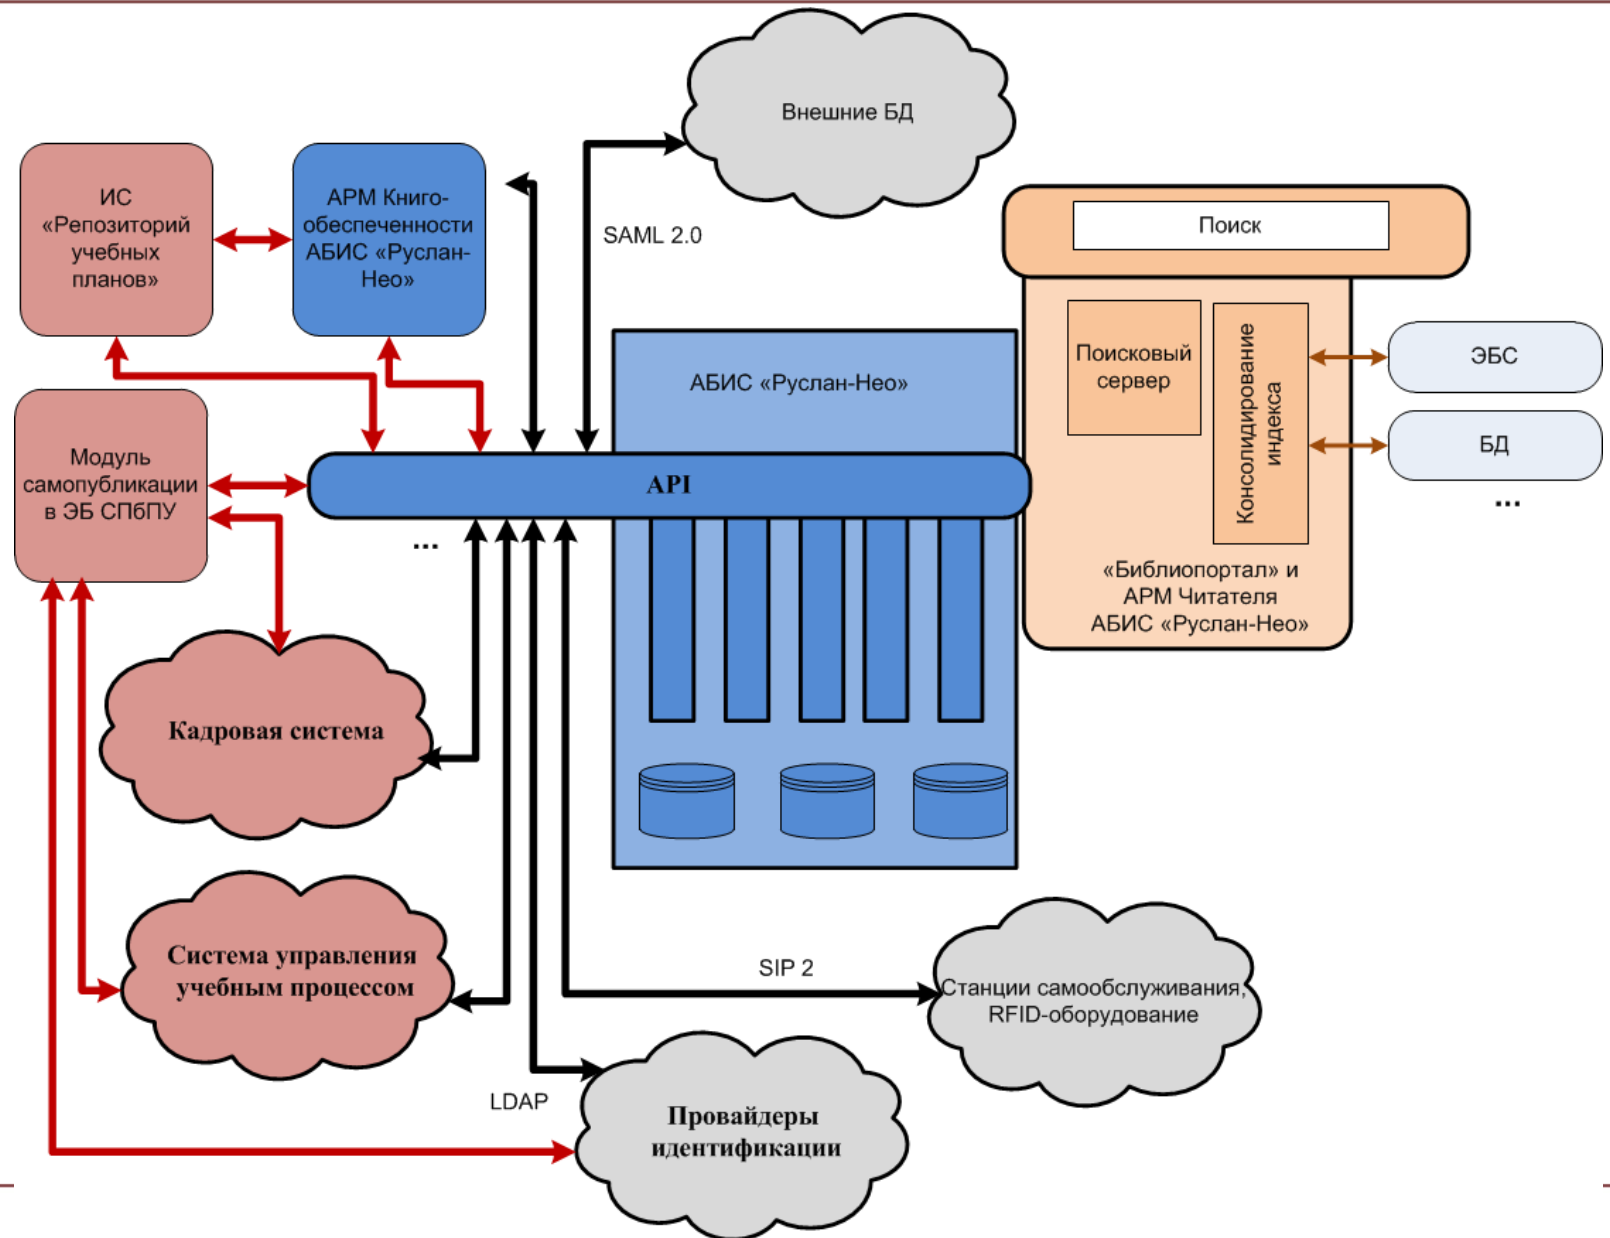 Внешние БД
ИС
«Репозиторий
учебных
планов»
АРМ Книго-
обеспеченности
АБИС «Руслан-
Нео»
SAML 2.0
Поиск
Поисковый
сервер
Консолидирование
индекса
ЭБС
БД
...
«Библиопортал» и
АРМ Читателя
АБИС «Руслан-Нео»
АБИС «Руслан-Нео»
Модуль
самопубликации
в ЭБ СПбПУ
API
...
Кадровая система
Система управления
учебным процессом
SIP 2
Станции самообслуживания,
RFID-оборудование
LDAP
Провайдеры
идентификации